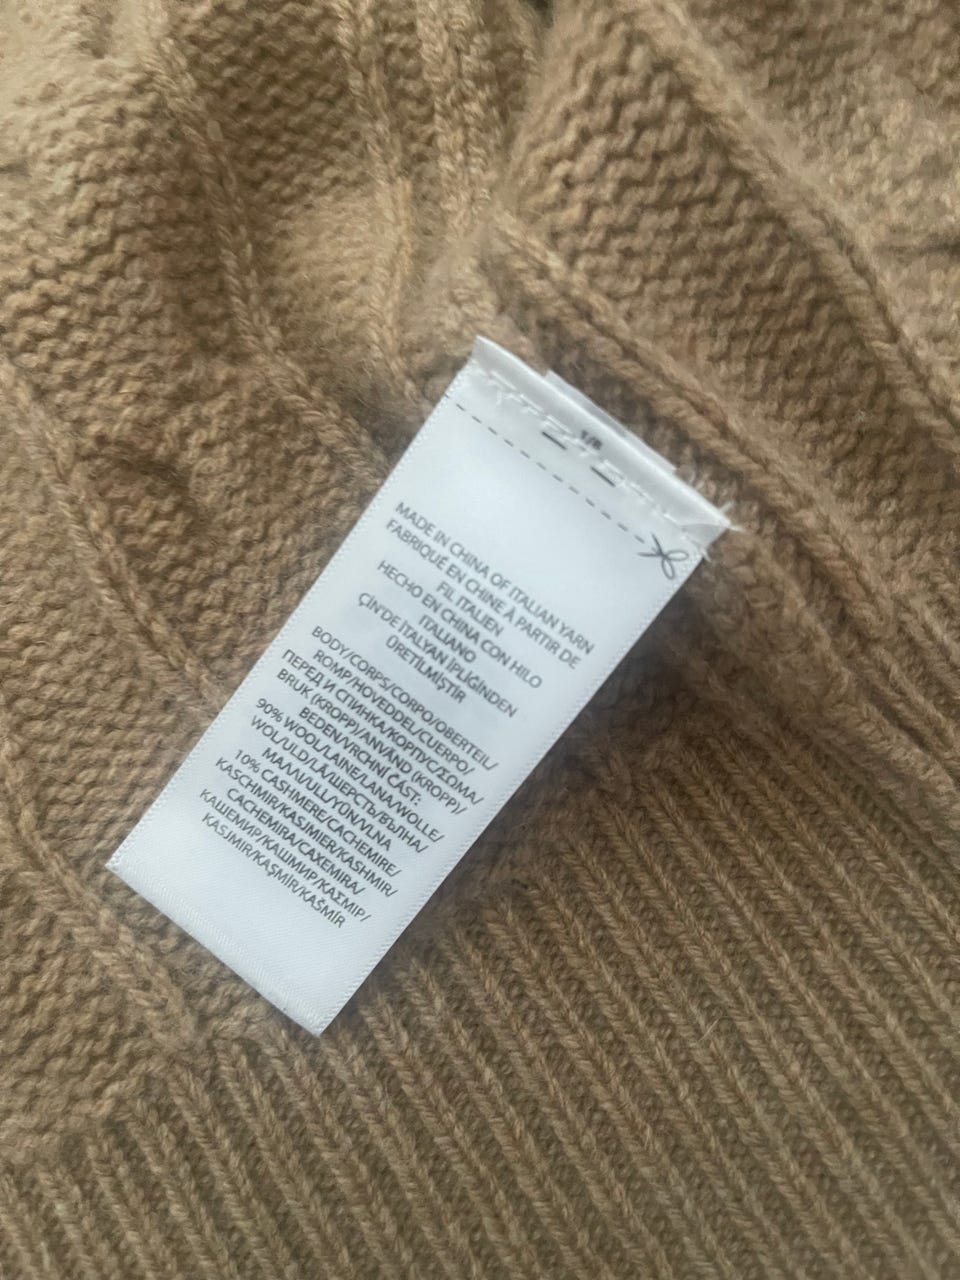 MADE IN CHINA OF ITALIAN YARN
FABRIQUÉ EN CHINE À PARTIR DE
FIL ITALIEN
HECHO EN CHINA CON HILO
ITALIANO
ÇİN'DE İTALYAN İPLİĞİNDEN
ÜRETİLMİŞTİR
BODY/CORPS/CORPO/OBERTEIL/
ROMP/HOVEDDEL/CUERPO/
ПЕРЕД И СПИНКА/КОРПУС/ΣΩΜΑ/
BRUK (KROPP)/ANVÄND (KROPP)/
BEDEN/VRCHNÍ ČÁST:
90% WOOL/LAINE/LANA/WOLLE/
WOL/ULD/LÃ/ШЕРСТЬ/ВЪЛНА/
ΜΑΛΛΙ/ULL/YÜN/VLNA
10% CASHMERE/CACHEMIRE/
KASCHMIR/KASJMIER/KASHMIR/
CACHEMIRA/CAXEMIRA/
КАШЕМИР/КАШМИР/ΚΑΣΜΙΡ/
KASJMIR/KAŞMİR/KAŠMÍR